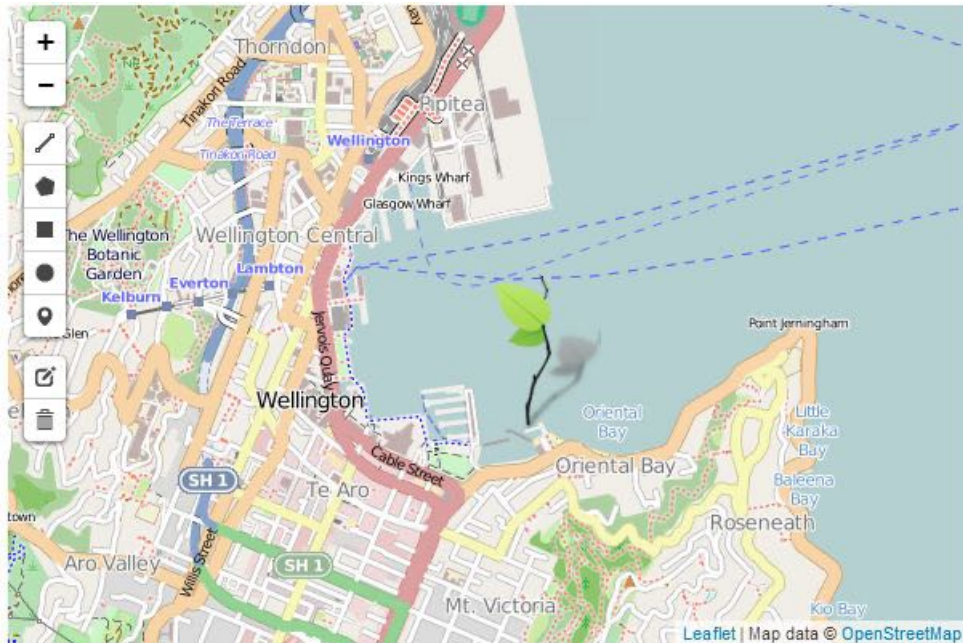 +
−
Thorndon
Tinakori Road
The Terrace
Tinakori Road
Pipitea
Wellington
Kings Wharf
Glasgow Wharf
The Wellington
Botanic
Garden
Wellington Central
Lambton
Everton
Kelburn
Glen
Jervois Quay
Point Jerningham
Wellington
Oriental
Bay
Little
Karaka
Bay
Cable Street
Oriental Bay
Baleena
Bay
SH 1
Te Aro
town
Roseneath
Willis Street
Aro Valley
SH 1
Mt. Victoria
Kio Bay
Leaflet | Map data © OpenStreetMap